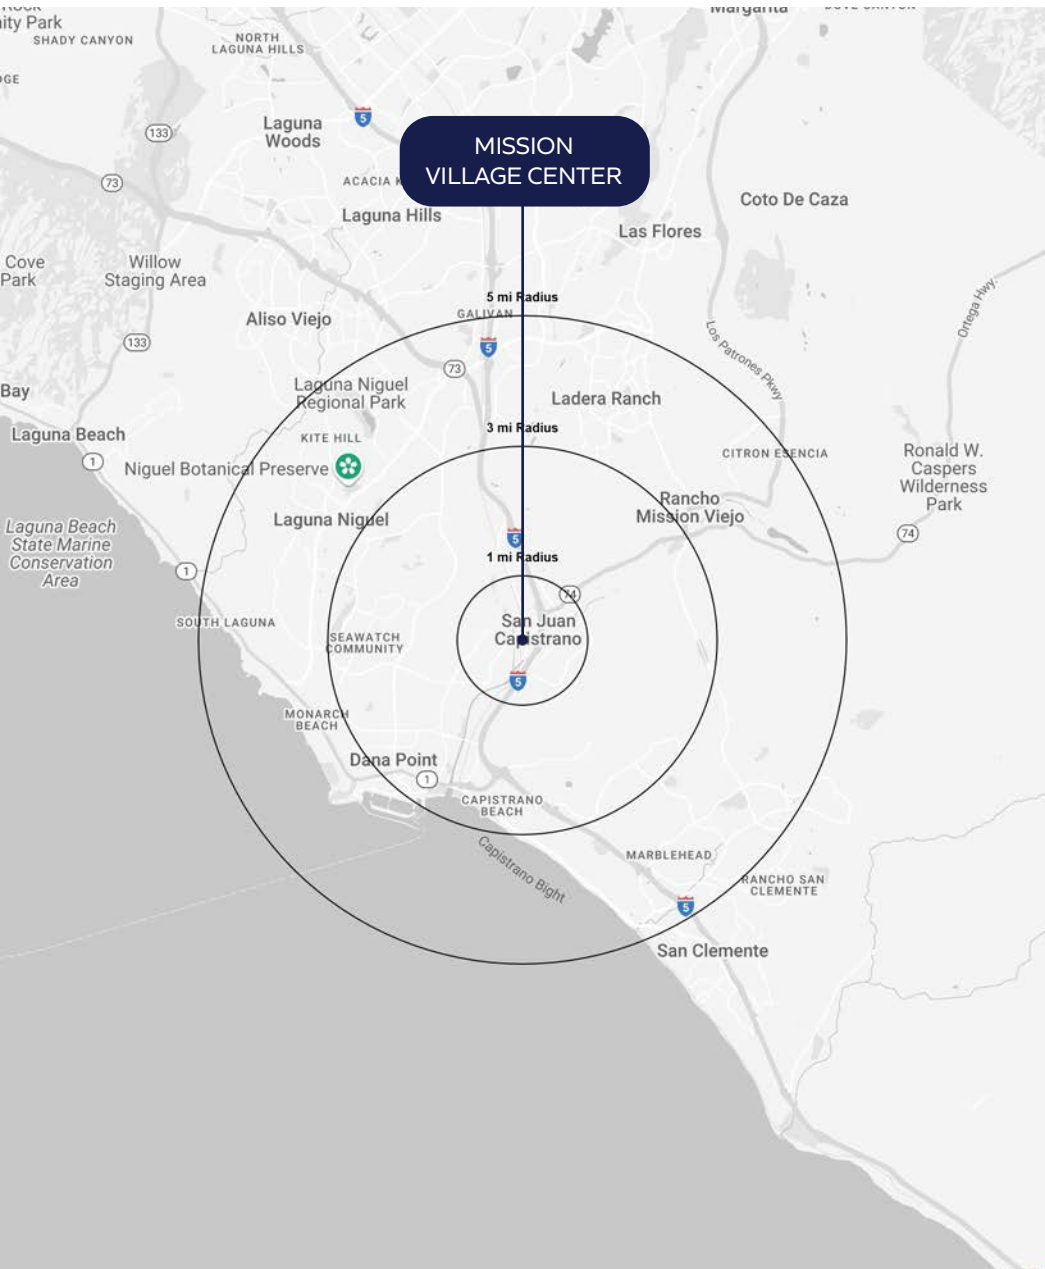 ity Park
SHADY CANYON
NORTH
LAGUNA HILLS
Margarita
133
5
Laguna
Woods
MISSION
VILLAGE CENTER
73
ACACIA K
Laguna Hills
Coto De Caza
Las Flores
Cove
Park
Willow
Staging Area
5 mi Radius
GALIVAN
Aliso Viejo
Ortega Hwy.
133
5
73
Los Patrones Pkwy
Bay
Laguna Niguel
Regional Park
Ladera Ranch
3 mi Radius
Laguna Beach
KITE HILL
1
Niguel Botanical Preserve
CITRON ESENCIA
Ronald W.
Caspers
Wilderness
Park
Rancho
Mission Viejo
Laguna Niguel
Laguna Beach
State Marine
Conservation
Area
5
74
1 mi Radius
1
74
SOUTH LAGUNA
San Juan
Capistrano
SEAWATCH
COMMUNITY
5
MONARCH
BEACH
Dana Point
1
CAPISTRANO
BEACH
Capistrano Bight
MARBLEHEAD
RANCHO SAN
CLEMENTE
5
San Clemente